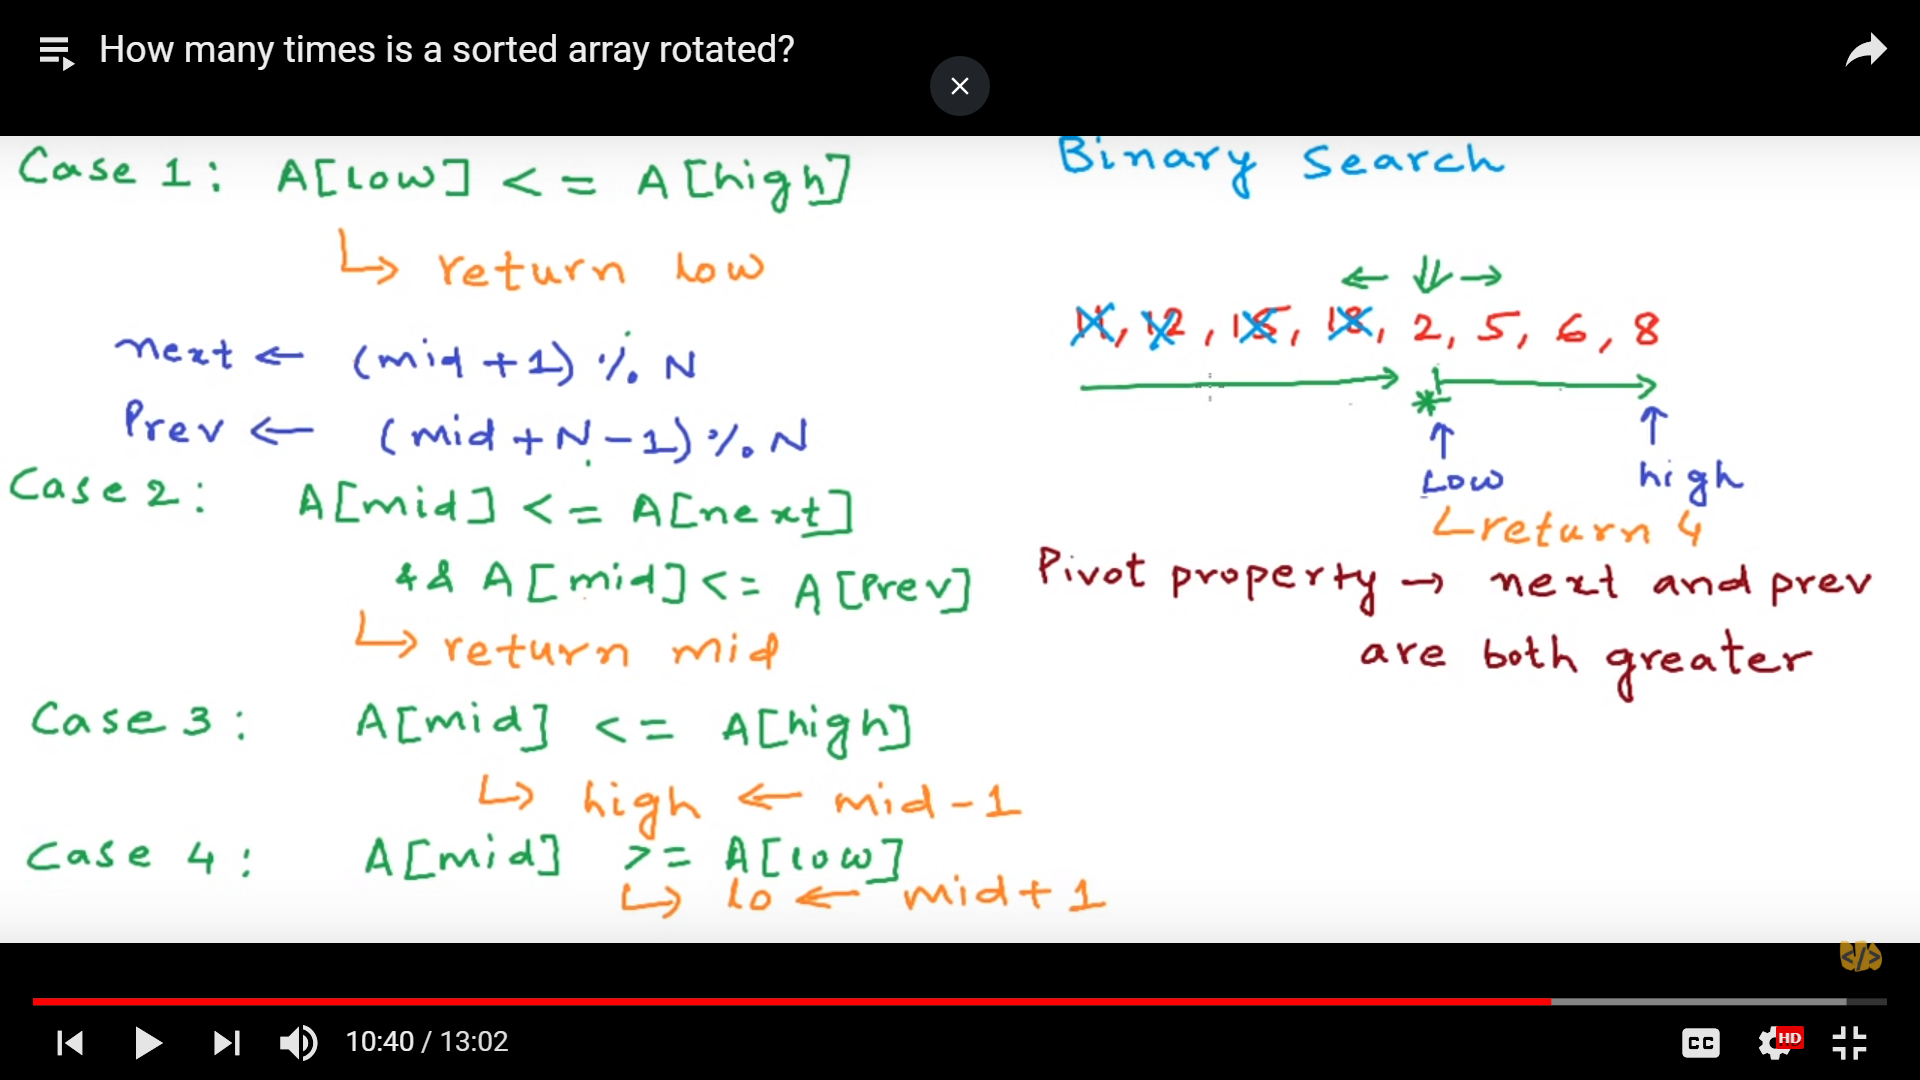 How many times is a sorted array rotated?
Case 1: A[low] <= A[high]
↳ return low
next ← (mid + 1) % N
Prev ← (mid + N - 1) % N
Case 2: A[mid] <= A[next]
&& A[mid] <= A[Prev]
↳ return mid
Case 3: A[mid] <= A[high]
↳ high ← mid - 1
Case 4: A[mid] >= A[low]
↳ lo ← mid + 1
Binary Search
11, 12, 15, 18, 2, 5, 6, 8
Low high
return 4
Pivot property → next and prev
are both greater
</>
10:40 / 13:02
CC
HD